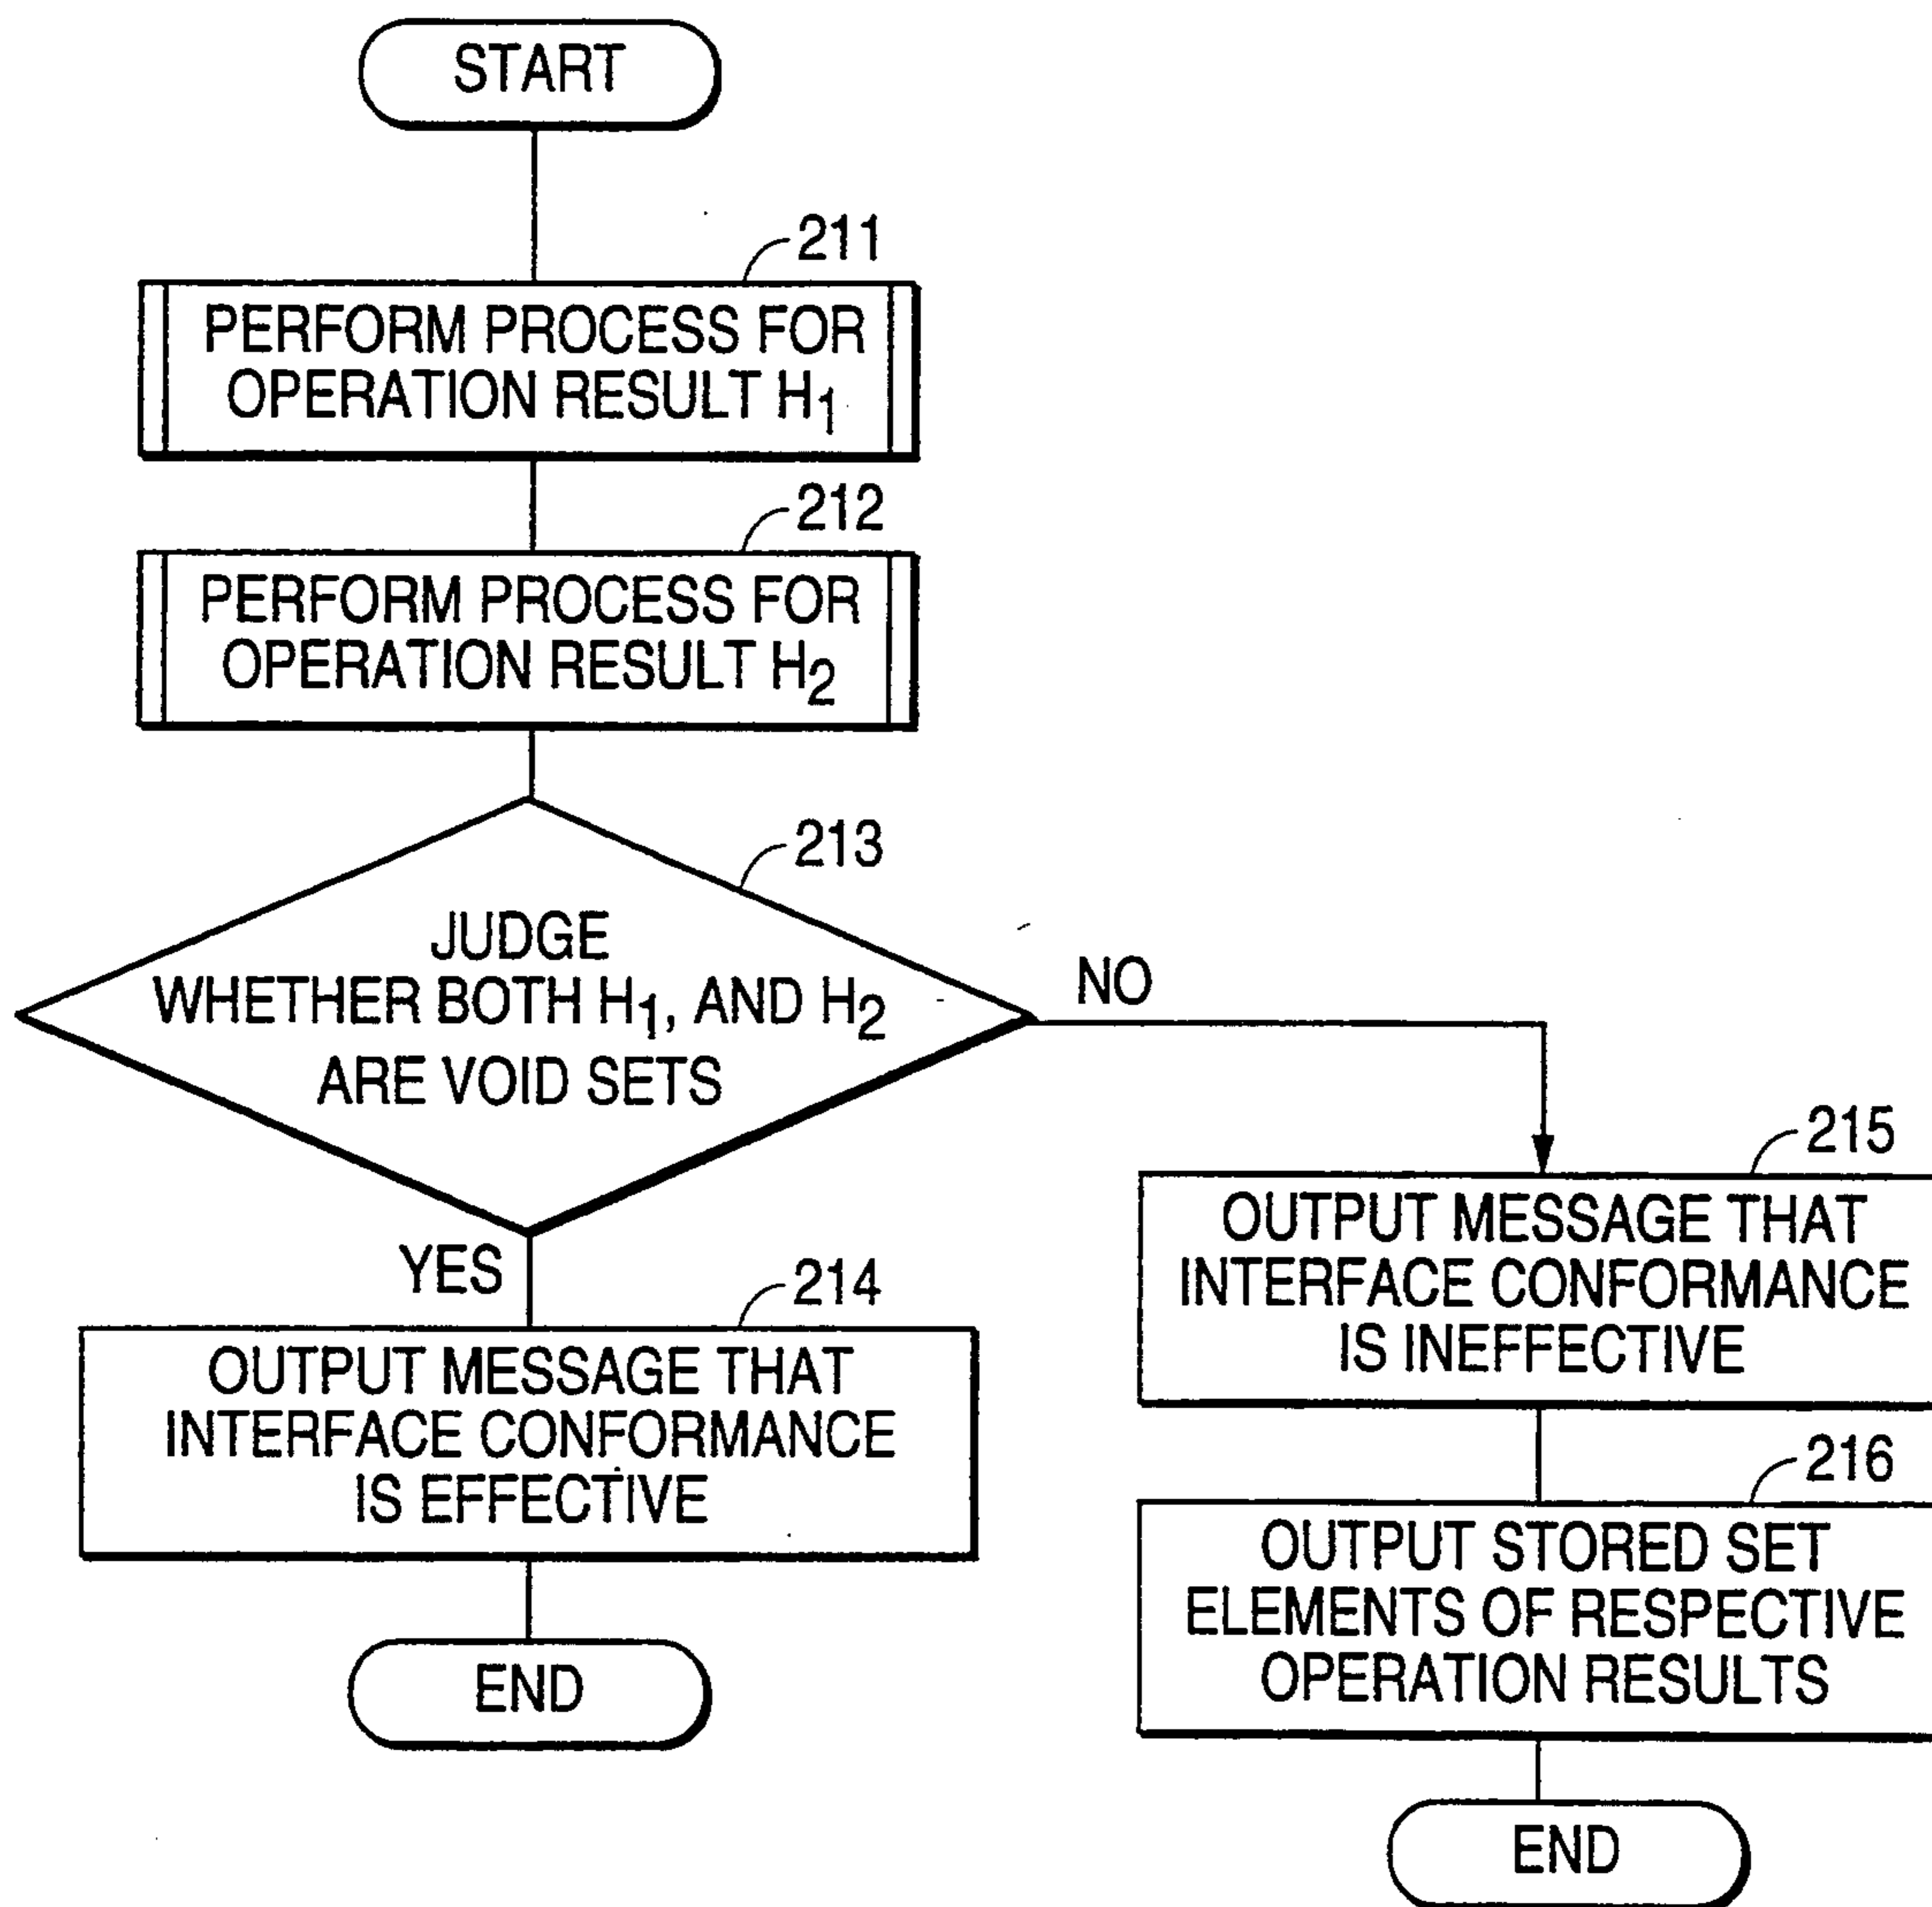 START
211
PERFORM PROCESS FOR
OPERATION RESULT H1
212
PERFORM PROCESS FOR
OPERATION RESULT H2
213
JUDGE
WHETHER BOTH H1, AND H2
ARE VOID SETS
NO
YES
214
OUTPUT MESSAGE THAT
INTERFACE CONFORMANCE
IS EFFECTIVE
END
215
OUTPUT MESSAGE THAT
INTERFACE CONFORMANCE
IS INEFFECTIVE
216
OUTPUT STORED SET
ELEMENTS OF RESPECTIVE
OPERATION RESULTS
END